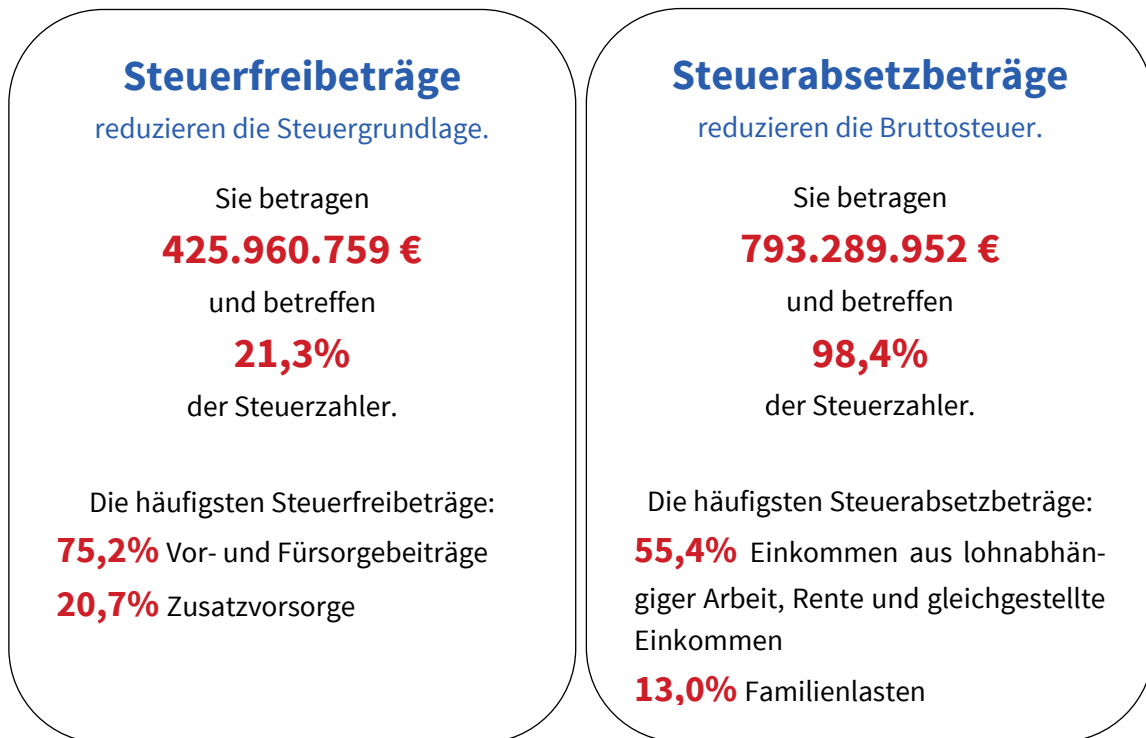 Steuerfreibeträge
reduzieren die Steuergrundlage.
Sie betragen
425.960.759 €
und betreffen
21,3%
der Steuerzahler.
Die häufigsten Steuerfreibeträge:
75,2% Vor- und Fürsorgebeiträge
20,7% Zusatzvorsorge
Steuerabsetzbeträge
reduzieren die Bruttosteuer.
Sie betragen
793.289.952 €
und betreffen
98,4%
der Steuerzahler.
Die häufigsten Steuerabsetzbeträge:
55,4% Einkommen aus lohnabhän-
giger Arbeit, Rente und gleichgestellte
Einkommen
13,0% Familienlasten